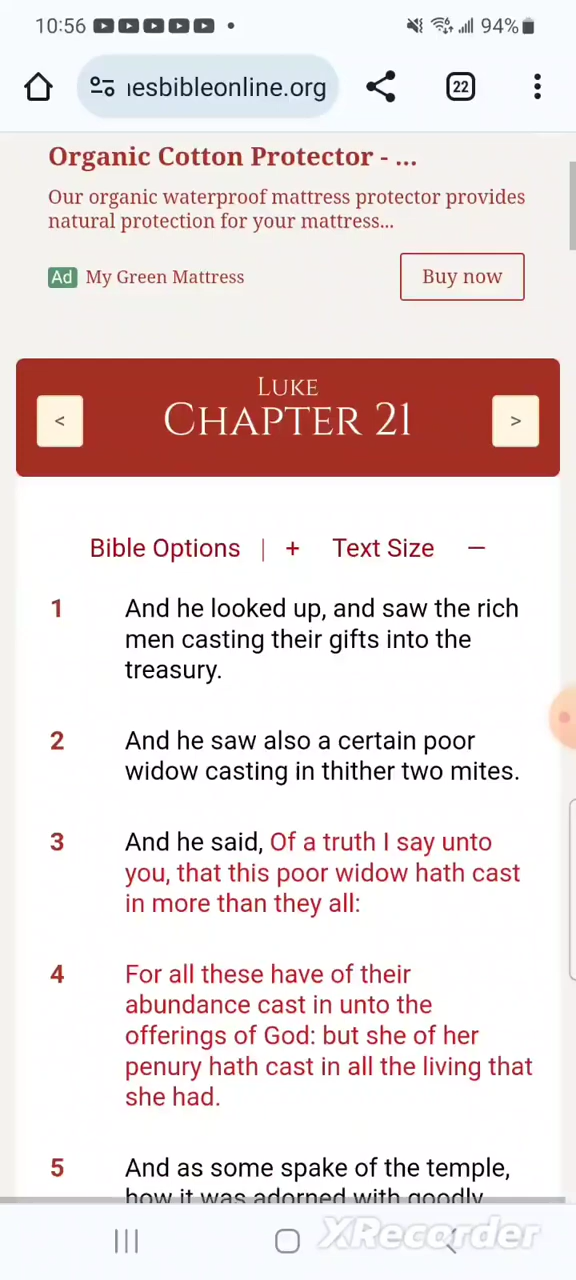 10:56 94%
iesbibleonline.org 22
Organic Cotton Protector - ...
Our organic waterproof mattress protector provides
natural protection for your mattress...
Ad My Green Mattress Buy now
LUKE
< CHAPTER 21 >
Bible Options | + Text Size −
1 And he looked up, and saw the rich
men casting their gifts into the
treasury.
2 And he saw also a certain poor
widow casting in thither two mites.
3 And he said, Of a truth I say unto
you, that this poor widow hath cast
in more than they all:
4 For all these have of their
abundance cast in unto the
offerings of God: but she of her
penury hath cast in all the living that
she had.
5 And as some spake of the temple,
how it was adorned with goodly
XRecorder